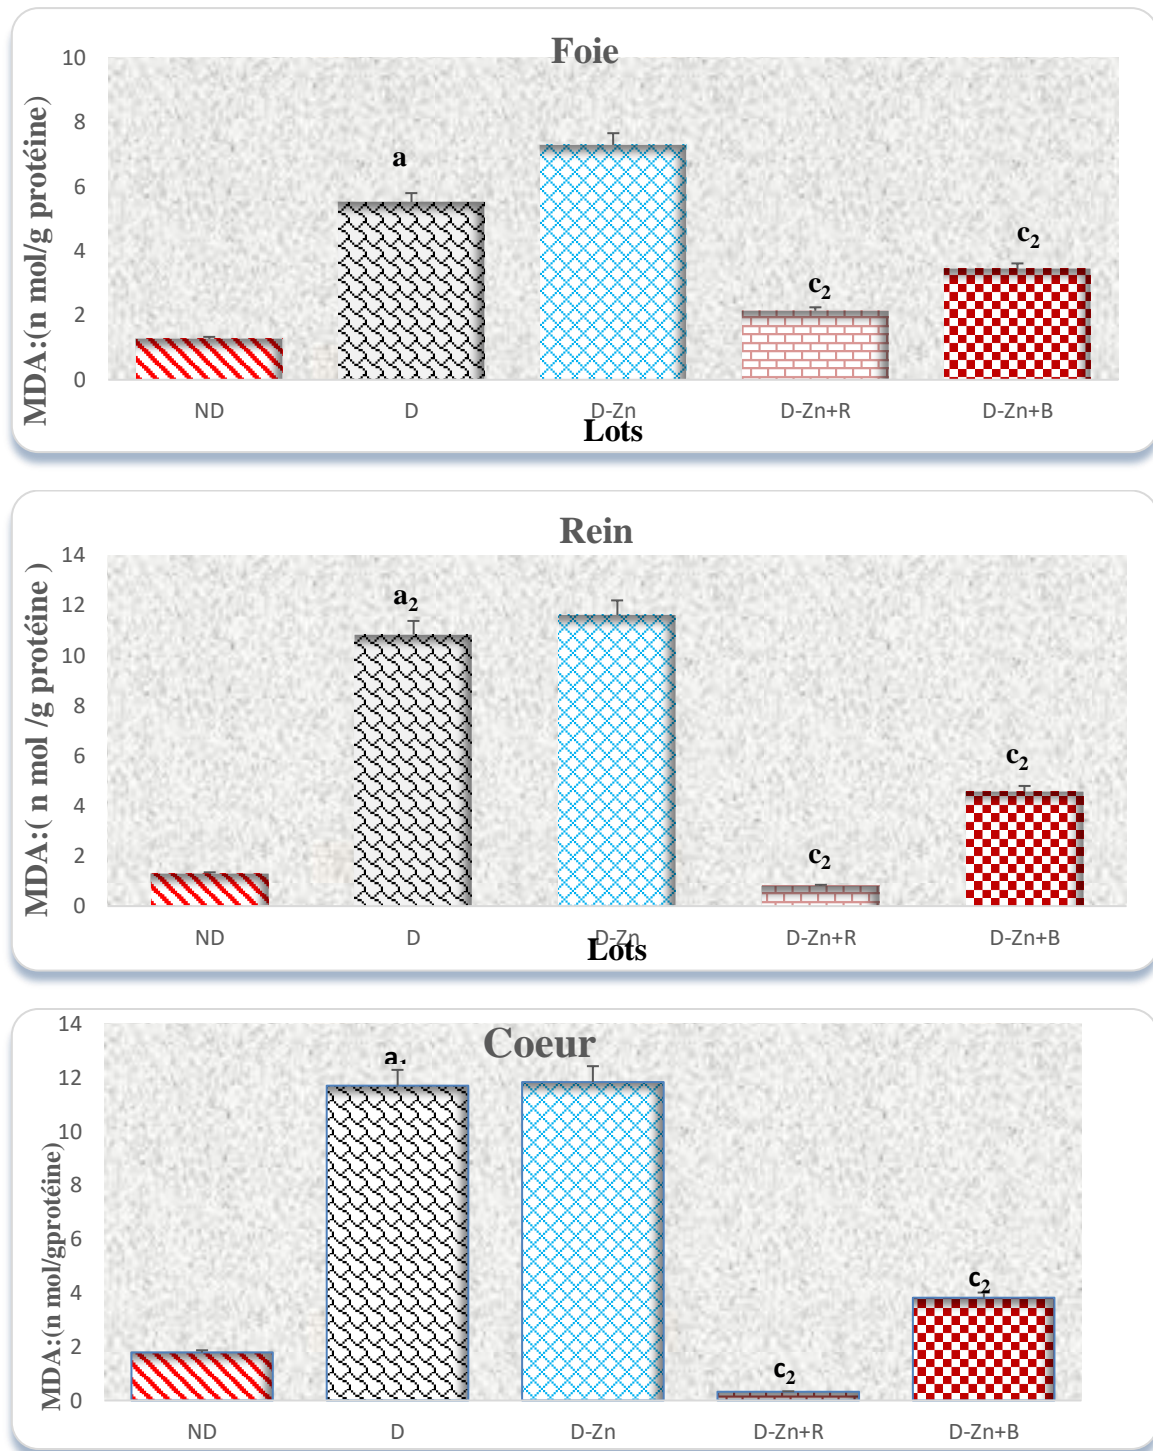 Foie
MDA:(n mol/g protéine)
10
8
6
4
2
0
a
c₂
c₂
ND D D-Zn D-Zn+R D-Zn+B
Lots
Rein
MDA:( n mol /g protéine )
14
12
10
8
6
4
2
0
a₂
c₂
c₂
ND D D-Zn D-Zn+R D-Zn+B
Lots
Coeur
MDA:(n mol/gprotéine)
14
12
10
8
6
4
2
0
a₁
c₂
c₂
ND D D-Zn D-Zn+R D-Zn+B